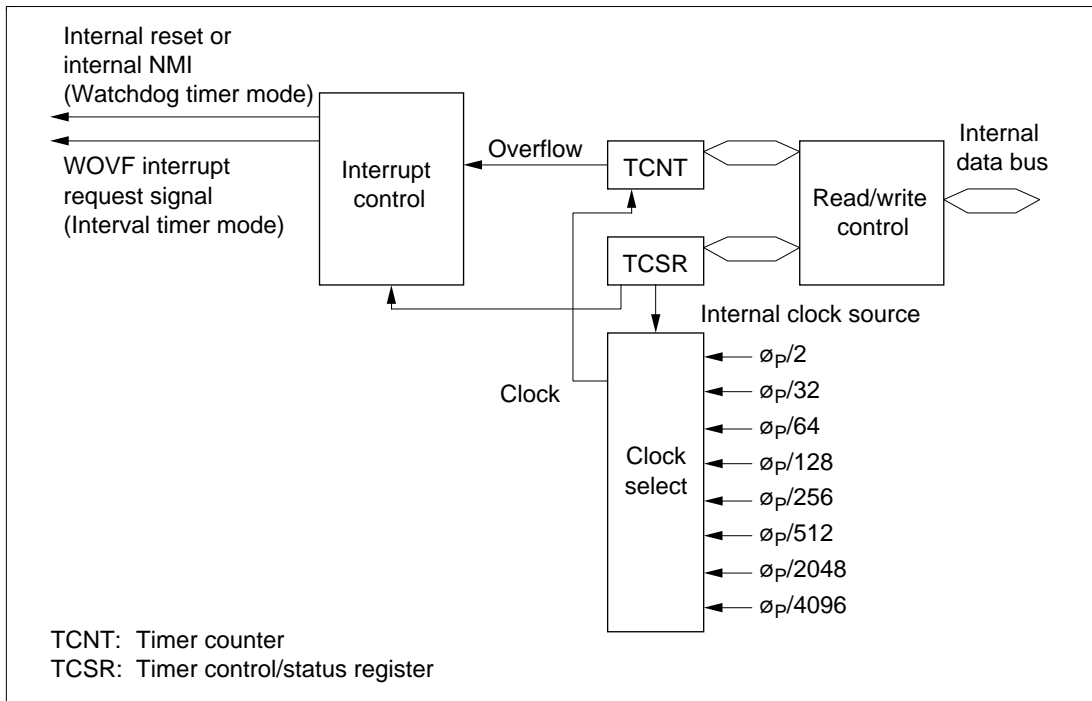 Internal reset or
internal NMI
(Watchdog timer mode)
WOVF interrupt
request signal
(Interval timer mode)
Interrupt
control
Overflow
TCNT
TCSR
Read/write
control
Internal
data bus
Internal clock source
Clock
Clock
select
øP/2
øP/32
øP/64
øP/128
øP/256
øP/512
øP/2048
øP/4096
TCNT: Timer counter
TCSR: Timer control/status register